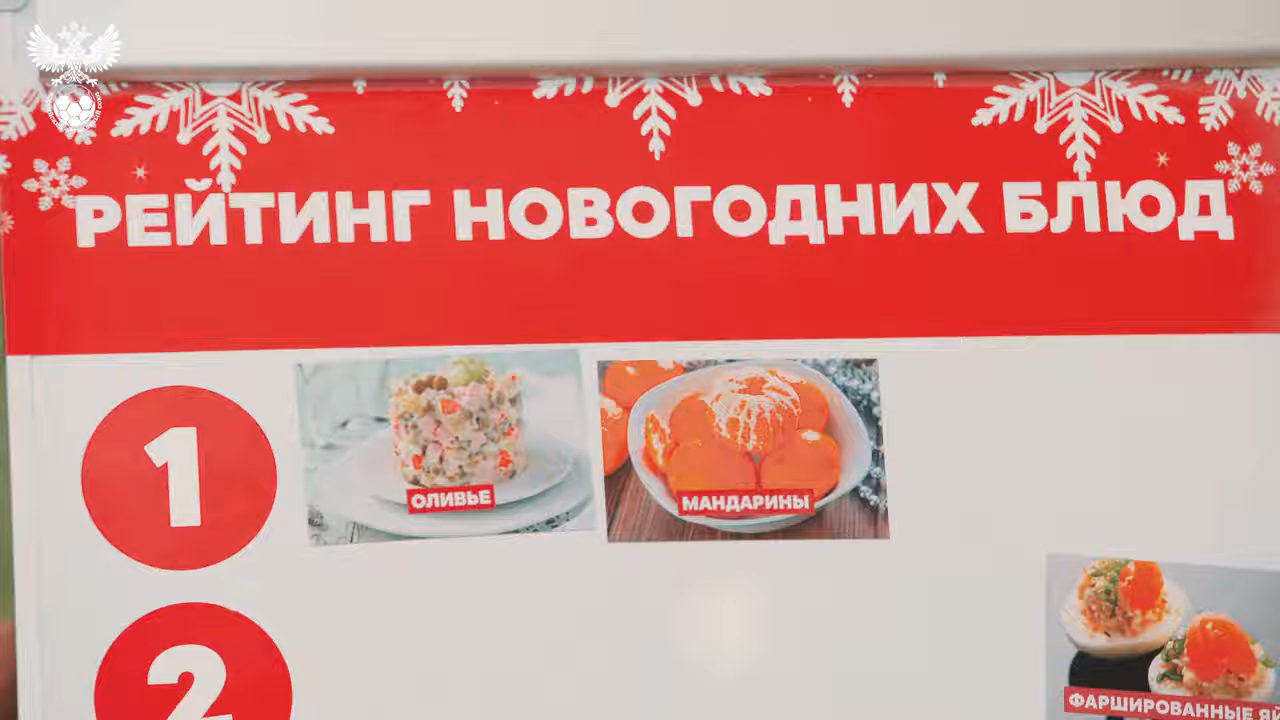 РЕЙТИНГ НОВОГОДНИХ БЛЮД
1
ОЛИВЬЕ
МАНДАРИНЫ
2
ФАРШИРОВАННЫЕ